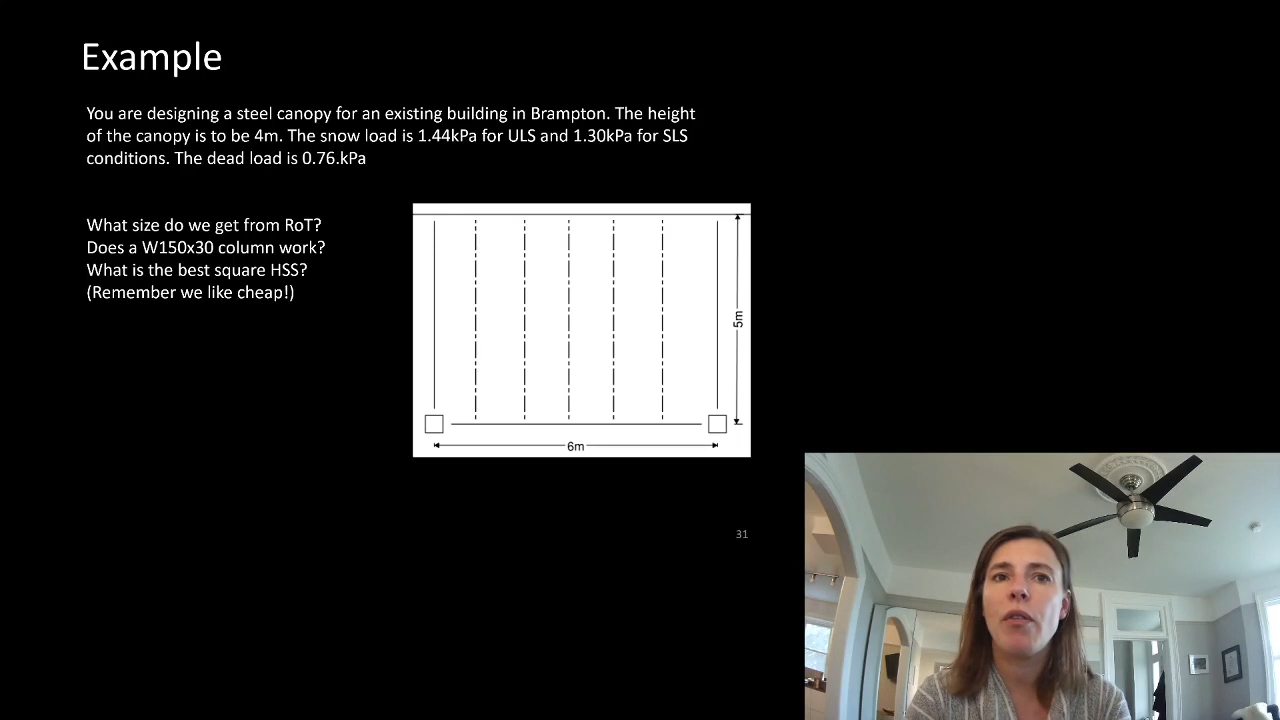 Example
You are designing a steel canopy for an existing building in Brampton. The height
of the canopy is to be 4m. The snow load is 1.44kPa for ULS and 1.30kPa for SLS
conditions. The dead load is 0.76.kPa
What size do we get from RoT?
Does a W150x30 column work?
What is the best square HSS?
(Remember we like cheap!)
5m
6m
31